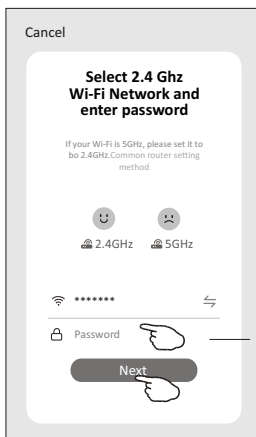 Cancel
Select 2.4 Ghz
Wi-Fi Network and
enter password
If your Wi-Fi is 5GHz, please set it to
bo 2.4GHz.Common router setting
method
2.4GHz 5GHz
*******
Password
Next